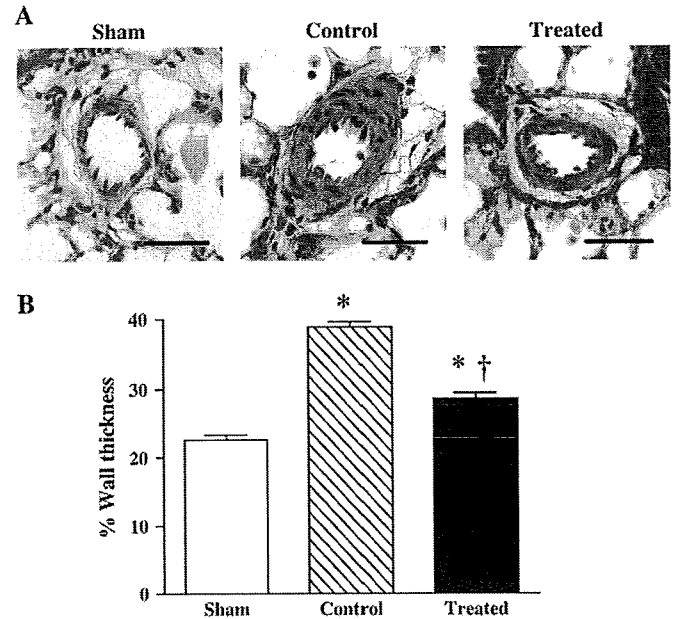 A
Sham Control Treated
B
% Wall thickness
40
30
20
10
0
*
* †
Sham Control Treated